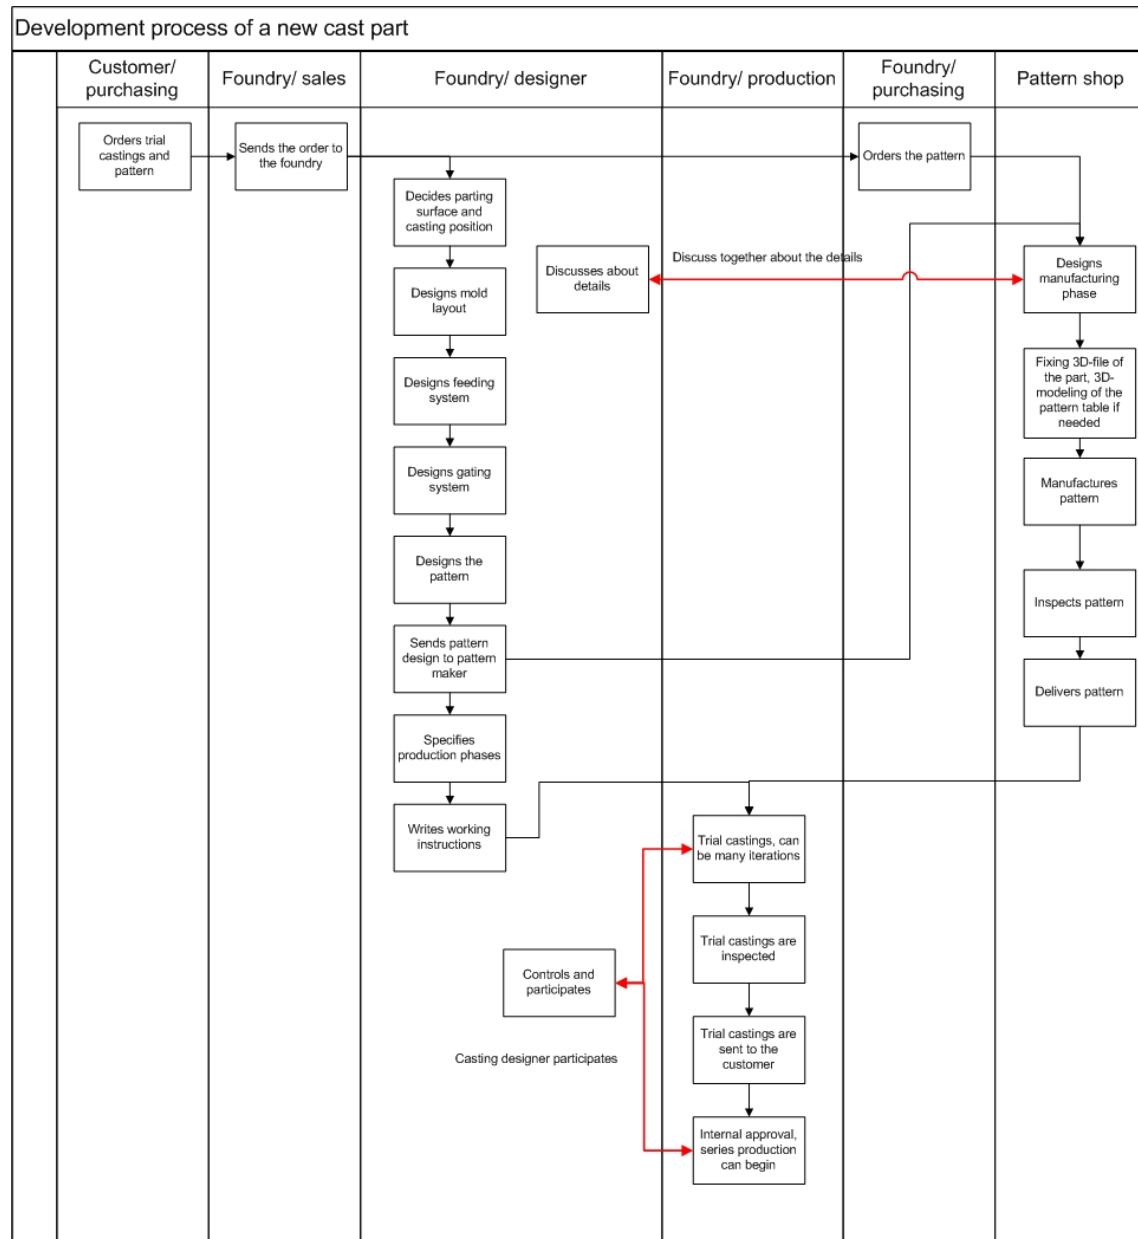 Development process of a new cast part
Customer/
purchasing
Foundry/ sales
Foundry/ designer
Foundry/ production
Foundry/
purchasing
Pattern shop
Orders trial
castings and
pattern
Sends the order to
the foundry
Orders the pattern
Decides parting
surface and
casting position
Discusses about
details
Discuss together about the details
Designs
manufacturing
phase
Designs mold
layout
Fixing 3D-file of
the part, 3D-
modeling of the
pattern table if
needed
Designs feeding
system
Designs gating
system
Manufactures
pattern
Designs the
pattern
Inspects pattern
Sends pattern
design to pattern
maker
Delivers pattern
Specifies
production phases
Writes working
instructions
Trial castings, can
be many iterations
Trial castings are
inspected
Controls and
participates
Trial castings are
sent to the
customer
Casting designer participates
Internal approval,
series production
can begin